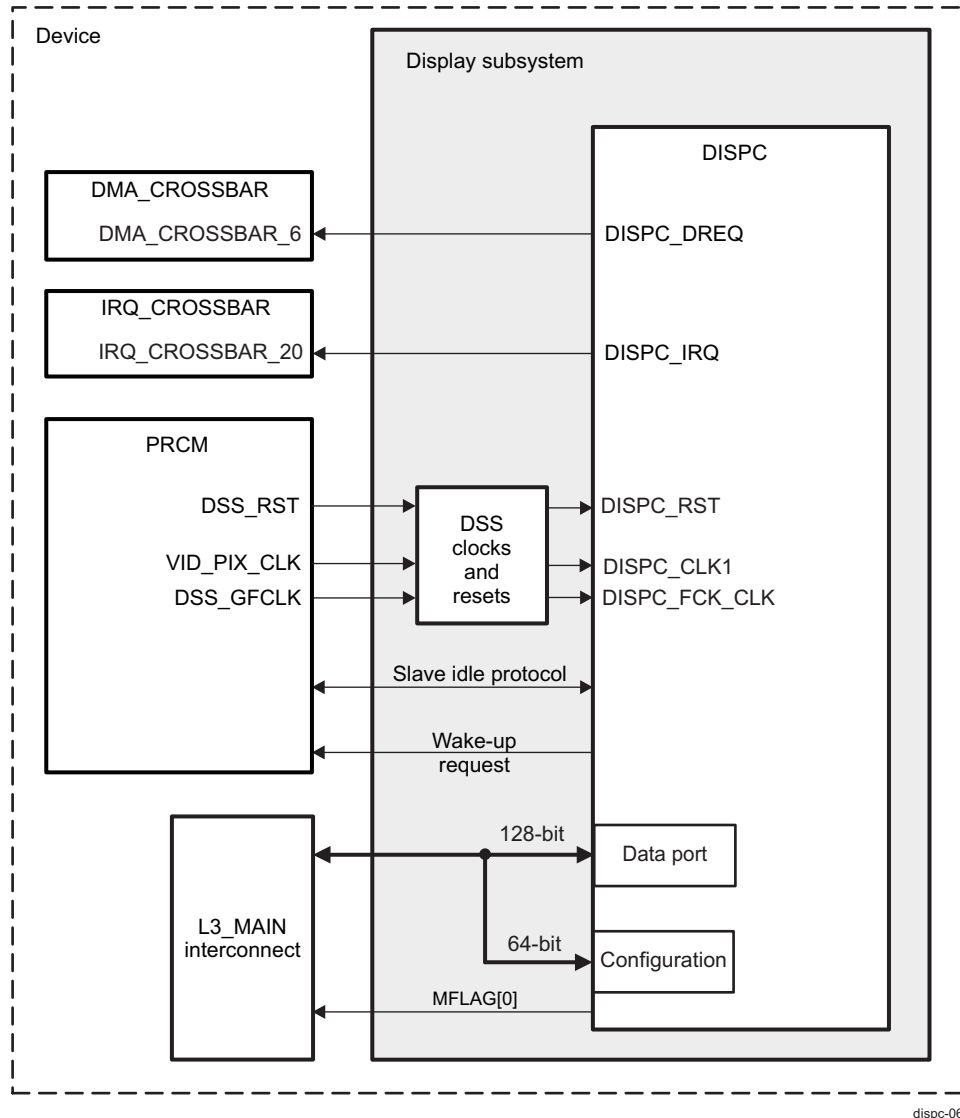 Device
Display subsystem
DISPC
DMA_CROSSBAR
DMA_CROSSBAR_6
DISPC_DREQ
IRQ_CROSSBAR
IRQ_CROSSBAR_20
DISPC_IRQ
PRCM
DSS_RST
VID_PIX_CLK
DSS_GFCLK
DSS
clocks
and
resets
DISPC_RST
DISPC_CLK1
DISPC_FCK_CLK
Slave idle protocol
Wake-up
request
L3_MAIN
interconnect
128-bit
Data port
64-bit
Configuration
MFLAG[0]
dispc-06